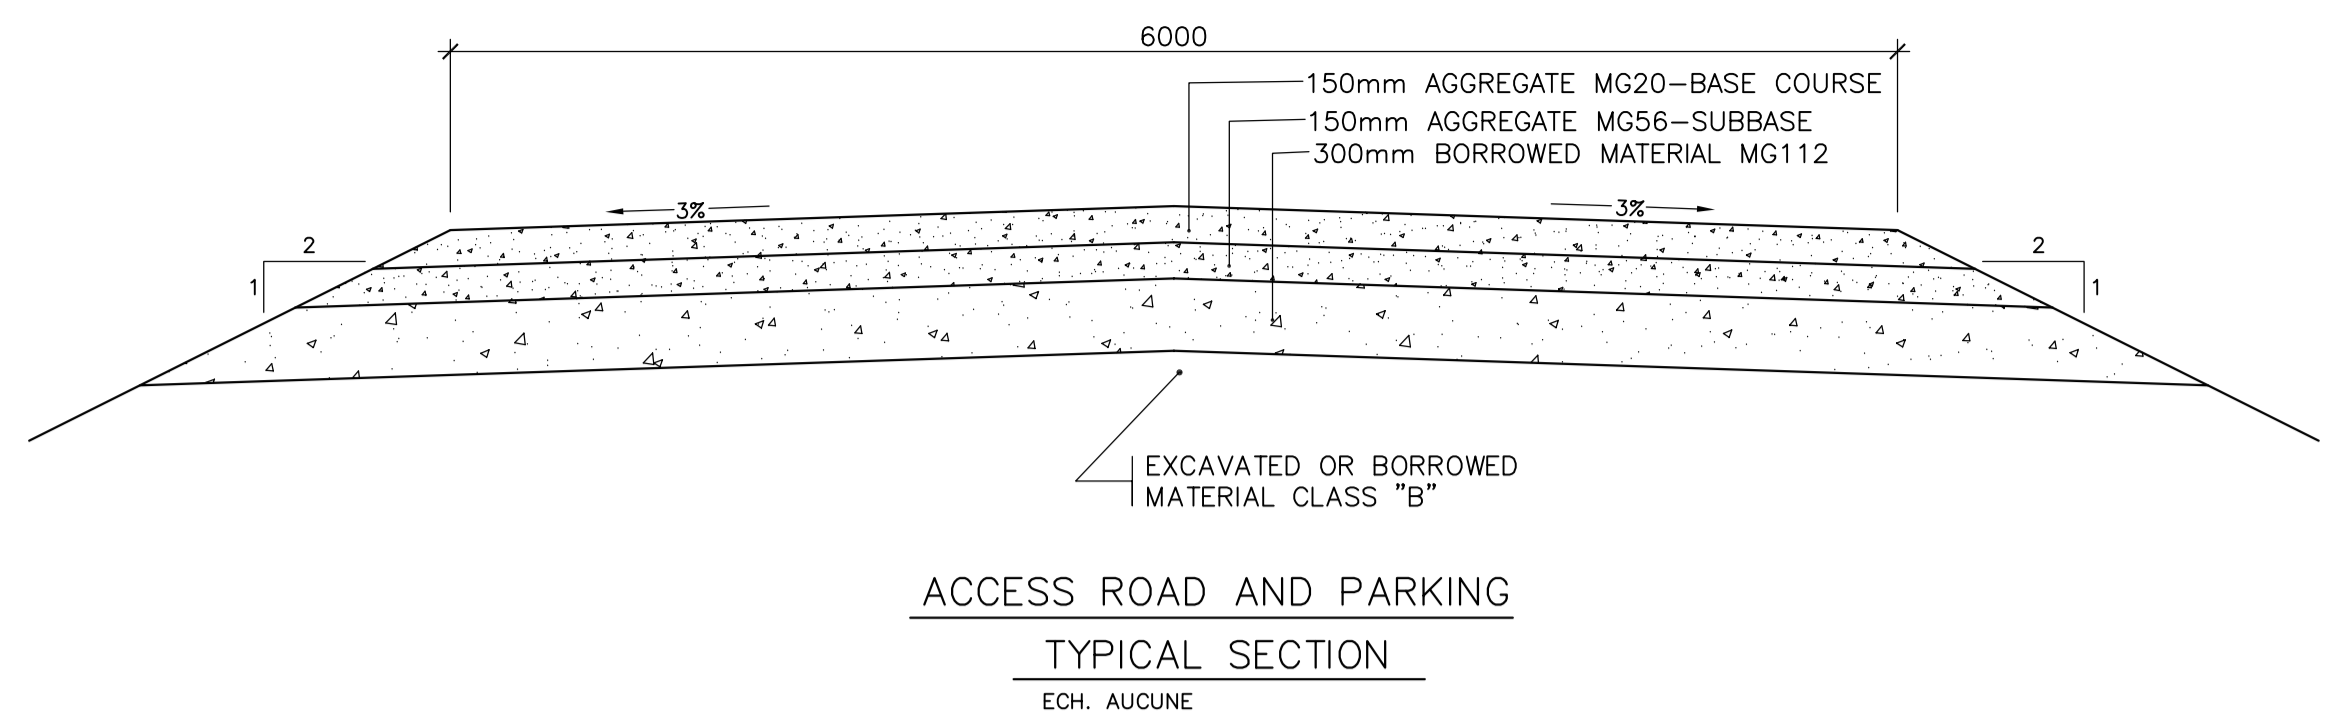 6000
150mm AGGREGATE MG20-BASE COURSE
150mm AGGREGATE MG56-SUBBASE
300mm BORROWED MATERIAL MG112
3%
3%
2
1
2
1
EXCAVATED OR BORROWED
MATERIAL CLASS "B"
ACCESS ROAD AND PARKING
TYPICAL SECTION
ECH. AUCUNE